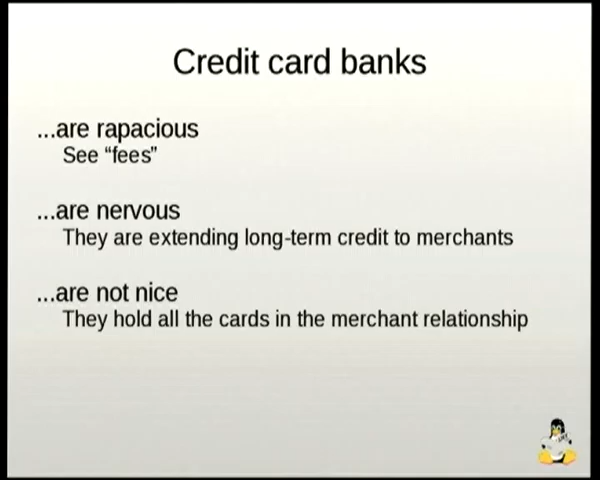 Credit card banks
...are rapacious
See “fees”
...are nervous
They are extending long-term credit to merchants
...are not nice
They hold all the cards in the merchant relationship